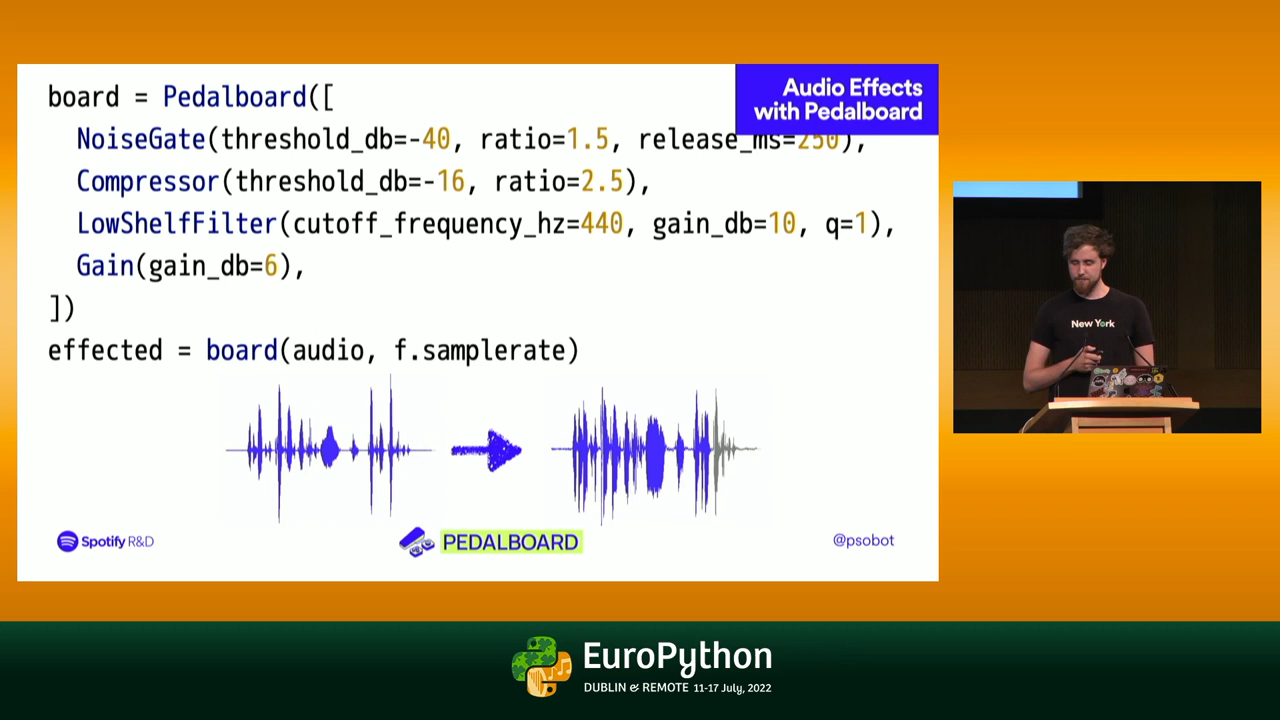 board = Pedalboard([
Audio Effects
with Pedalboard
NoiseGate(threshold_db=-40, ratio=1.5, release_ms=250),
Compressor(threshold_db=-16, ratio=2.5),
LowShelfFilter(cutoff_frequency_hz=440, gain_db=10, q=1),
Gain(gain_db=6),
])
effected = board(audio, f.samplerate)
New York
Spotify R&D
PEDALBOARD
@psobot
EuroPython
DUBLIN & REMOTE 11-17 July, 2022